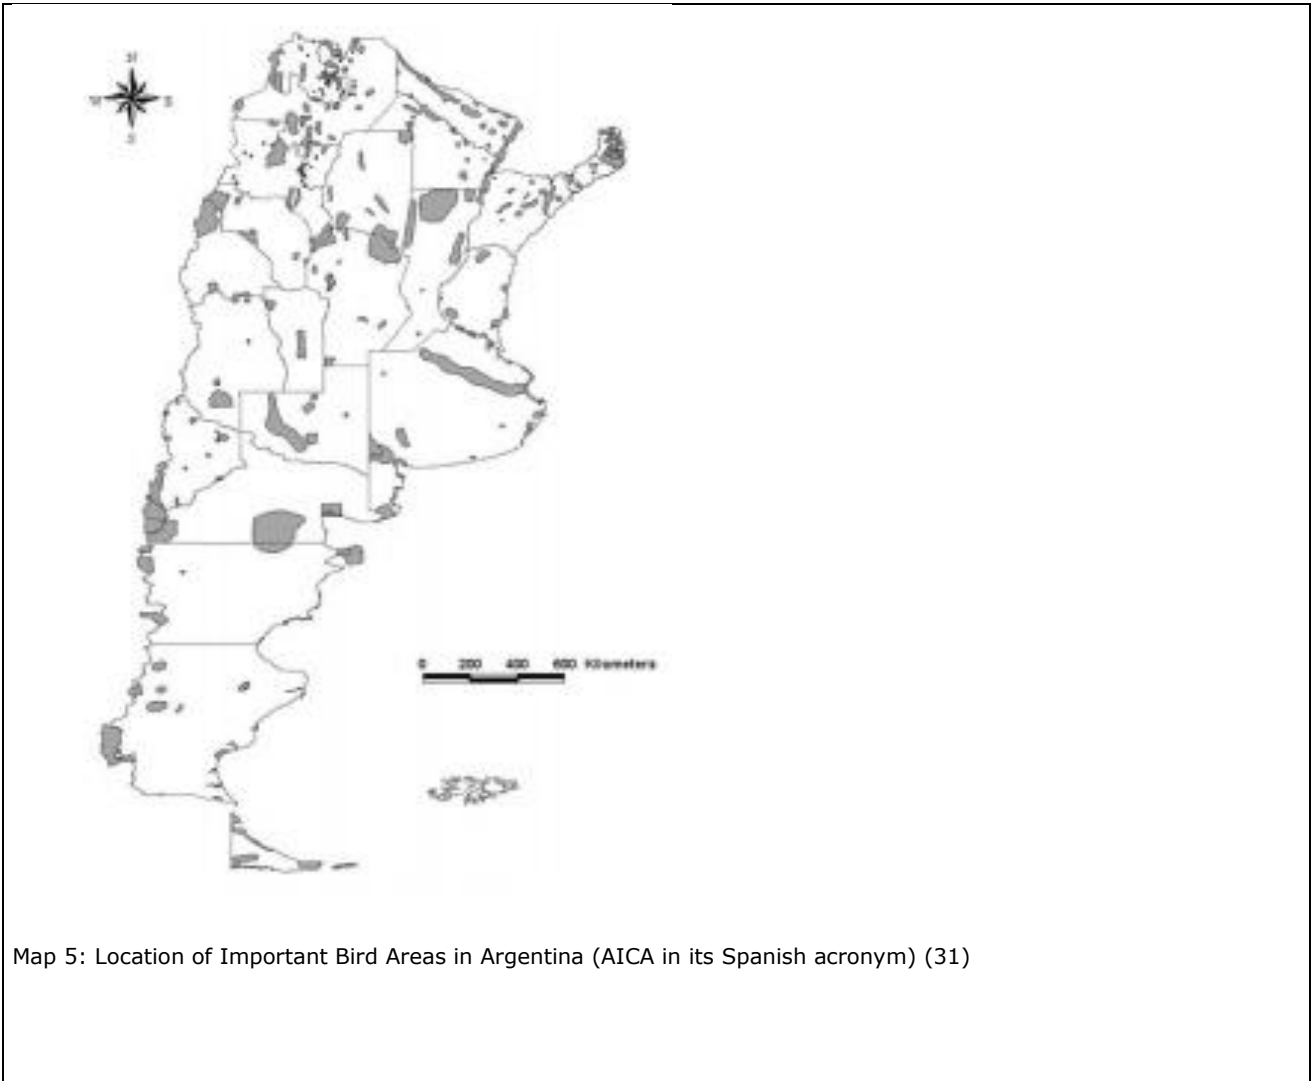 N
W
S
0 200 400 600 Kilometers
Map 5: Location of Important Bird Areas in Argentina (AICA in its Spanish acronym) (31)